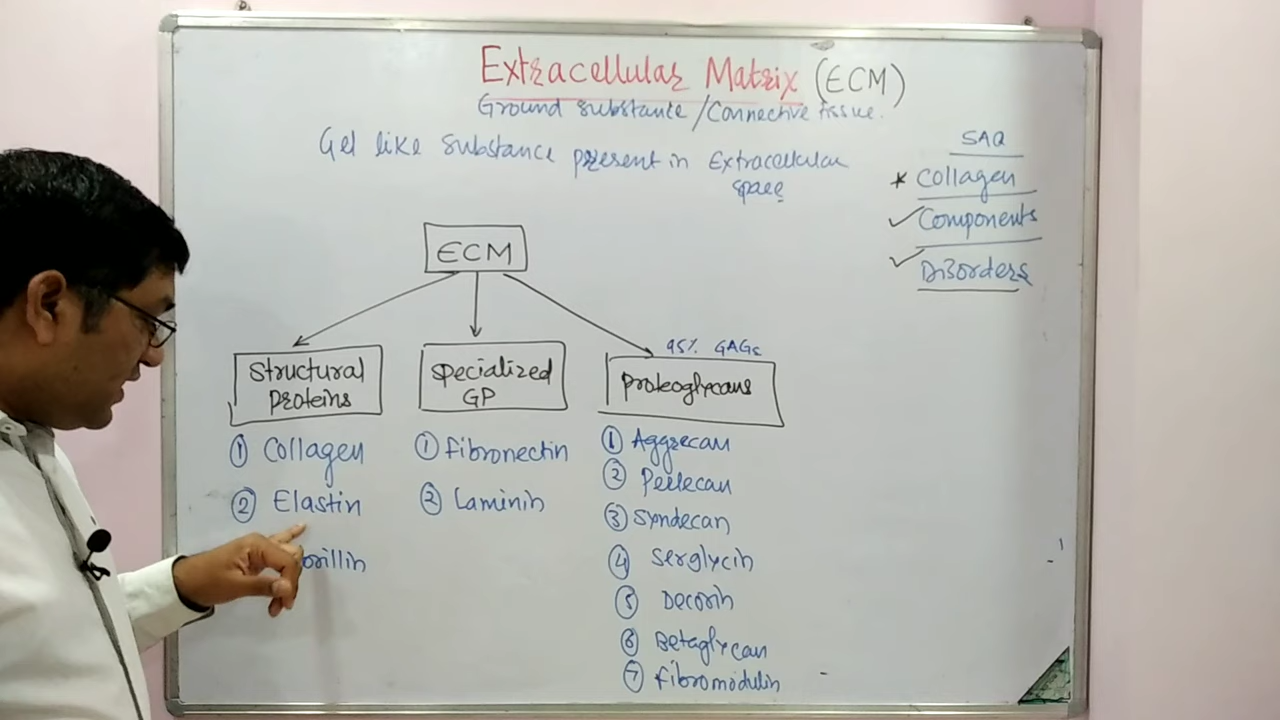 Extracellular Matrix (ECM)
Ground substance / Connective tissue.
Gel like substance present in Extracellular
space
SAQ
* Collagen
✓ Components
✓ Disorders
ECM
Structural
Proteins
① Collagen
② Elastin
rillin
Specialized
GP
① Fibronectin
② Laminin
95% GAGs
Proteoglycans
① Aggrecan
② Perlecan
③ Syndecan
④ Serglycin
⑤ Decorin
⑥ Betaglycan
⑦ Fibromodulin